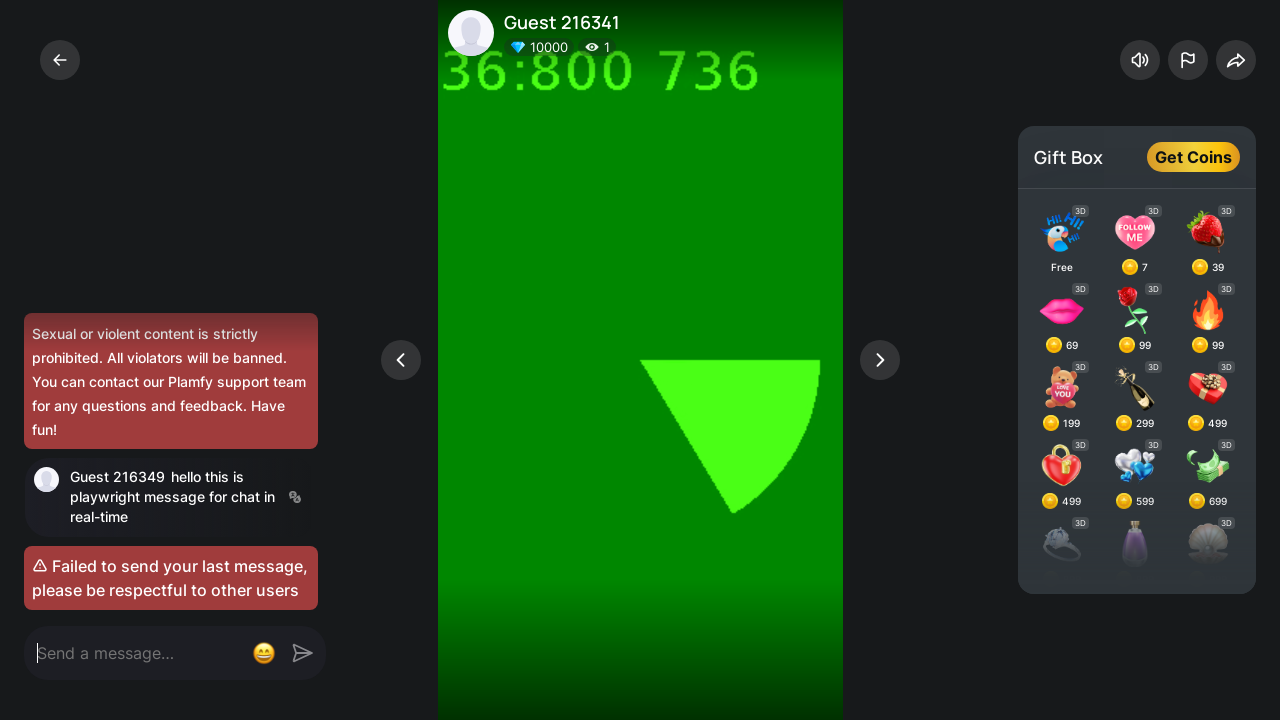 Guest 216341
10000 1
36:800 736
Gift Box
Get Coins
3D 3D 3D
Hi! Hi! Hi! Hi!
FOLLOW
ME
Free 7 39
3D 3D 3D
69 99 99
3D 3D 3D
LOVE
YOU
199 299 499
3D 3D 3D
499 599 699
3D 3D
Sexual or violent content is strictly
prohibited. All violators will be banned.
You can contact our Plamfy support team
for any questions and feedback. Have
fun!
Guest 216349 hello this is
playwright message for chat in
real-time
Failed to send your last message,
please be respectful to other users
Send a message...